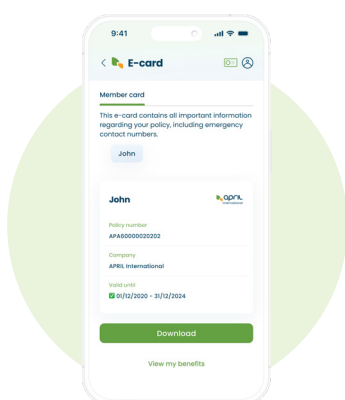 9:41
E-card
Member card
This e-card contains all important information
regarding your policy, including emergency
contact numbers.
John
John
april
international
Policy number
APA60000020202
Company
APRIL International
Valid until
01/12/2020 - 31/12/2024
Download
View my benefits